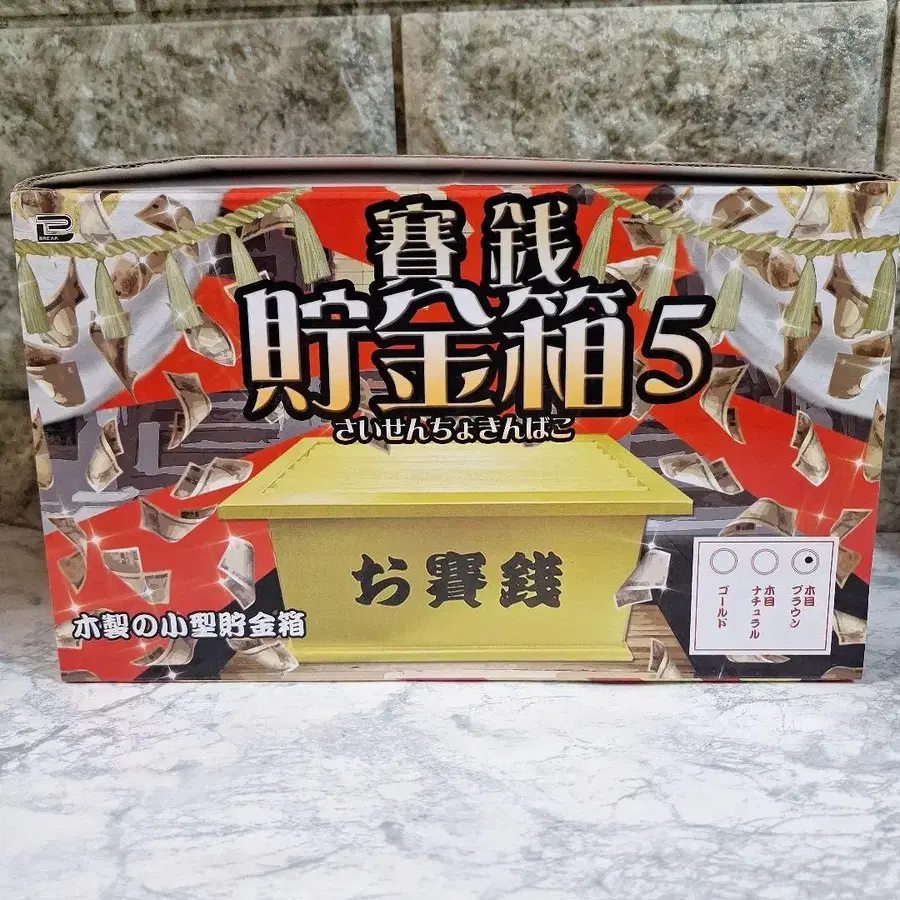 BREAK
賽銭
貯金箱5
さいせんちょきんばこ
お賽銭
木製の小型貯金箱
木目
ブラウン
木目
ナチュラル
ゴールド